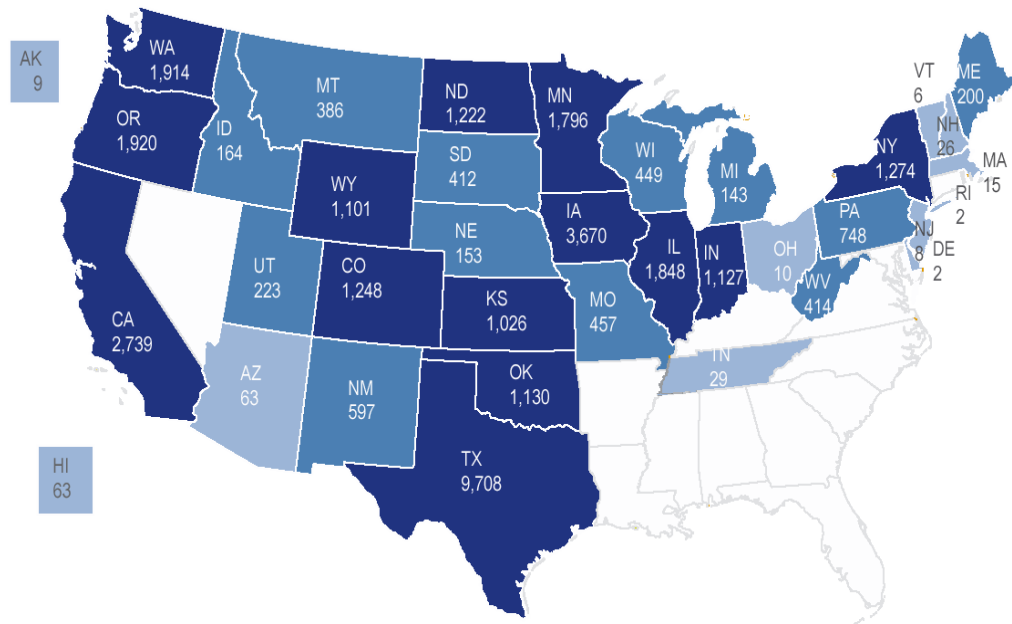 WA
1,914
AK
9
MT
386
ND
1,222
MN
1,796
VT
6
ME
200
OR
1,920
ID
164
SD
412
WI
449
MI
143
NY
1,274
NH
26
MA
15
RI
2
WY
1,101
NE
153
IA
3,670
PA
748
NJ
8
DE
2
UT
223
CO
1,248
IL
1,848
IN
1,127
OH
10
WV
414
CA
2,739
KS
1,026
MO
457
AZ
63
NM
597
OK
1,130
TN
29
HI
63
TX
9,708